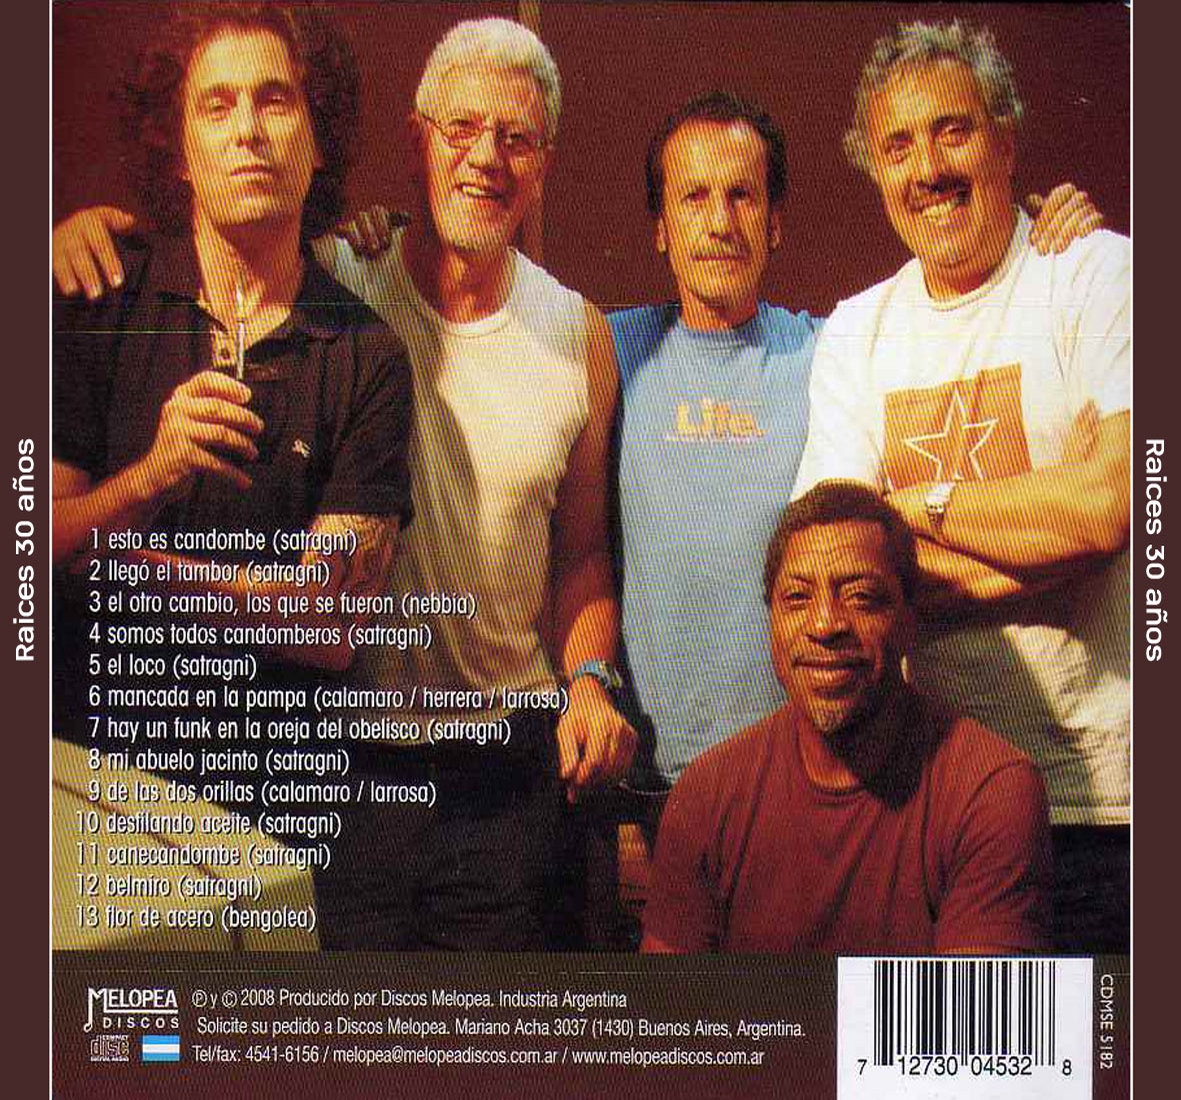 Raices 30 años
1 esto es candombe (satragni)
2 llegó el tambor (satragni)
3 el otro cambio, los que se fueron (nebbia)
4 somos todos candomberos (satragni)
5 el loco (satragni)
6 mancada en la pampa (calamaro / herrera / larrosa)
7 hay un funk en la oreja del obelisco (satragni)
8 mi abuelo jacinto (satragni)
9 de las dos orillas (calamaro / larrosa)
10 destilando aceite (satragni)
11 canecandombe (satragni)
12 belmiro (satragni)
13 flor de acero (bengolea)
Life
MELOPEA
DISCOS
COMPACT
disc
DIGITAL AUDIO
℗ y © 2008 Producido por Discos Melopea. Industria Argentina
Solicite su pedido a Discos Melopea. Mariano Acha 3037 (1430) Buenos Aires, Argentina.
Tel/fax: 4541-6156 / melopea@melopeadiscos.com.ar / www.melopeadiscos.com.ar
7 12730 04532 8
CDMSE 5182
Raices 30 años